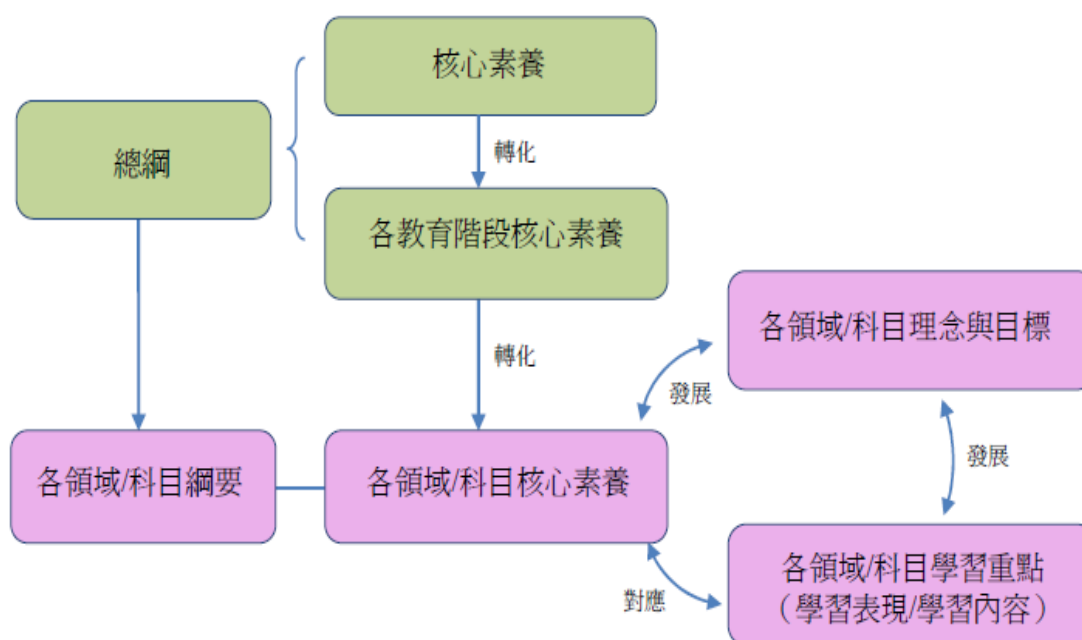 核心素養
總綱
轉化
各教育階段核心素養
轉化
各領域/科目理念與目標
發展
各領域/科目綱要
各領域/科目核心素養
發展
對應
各領域/科目學習重點
（學習表現/學習內容）